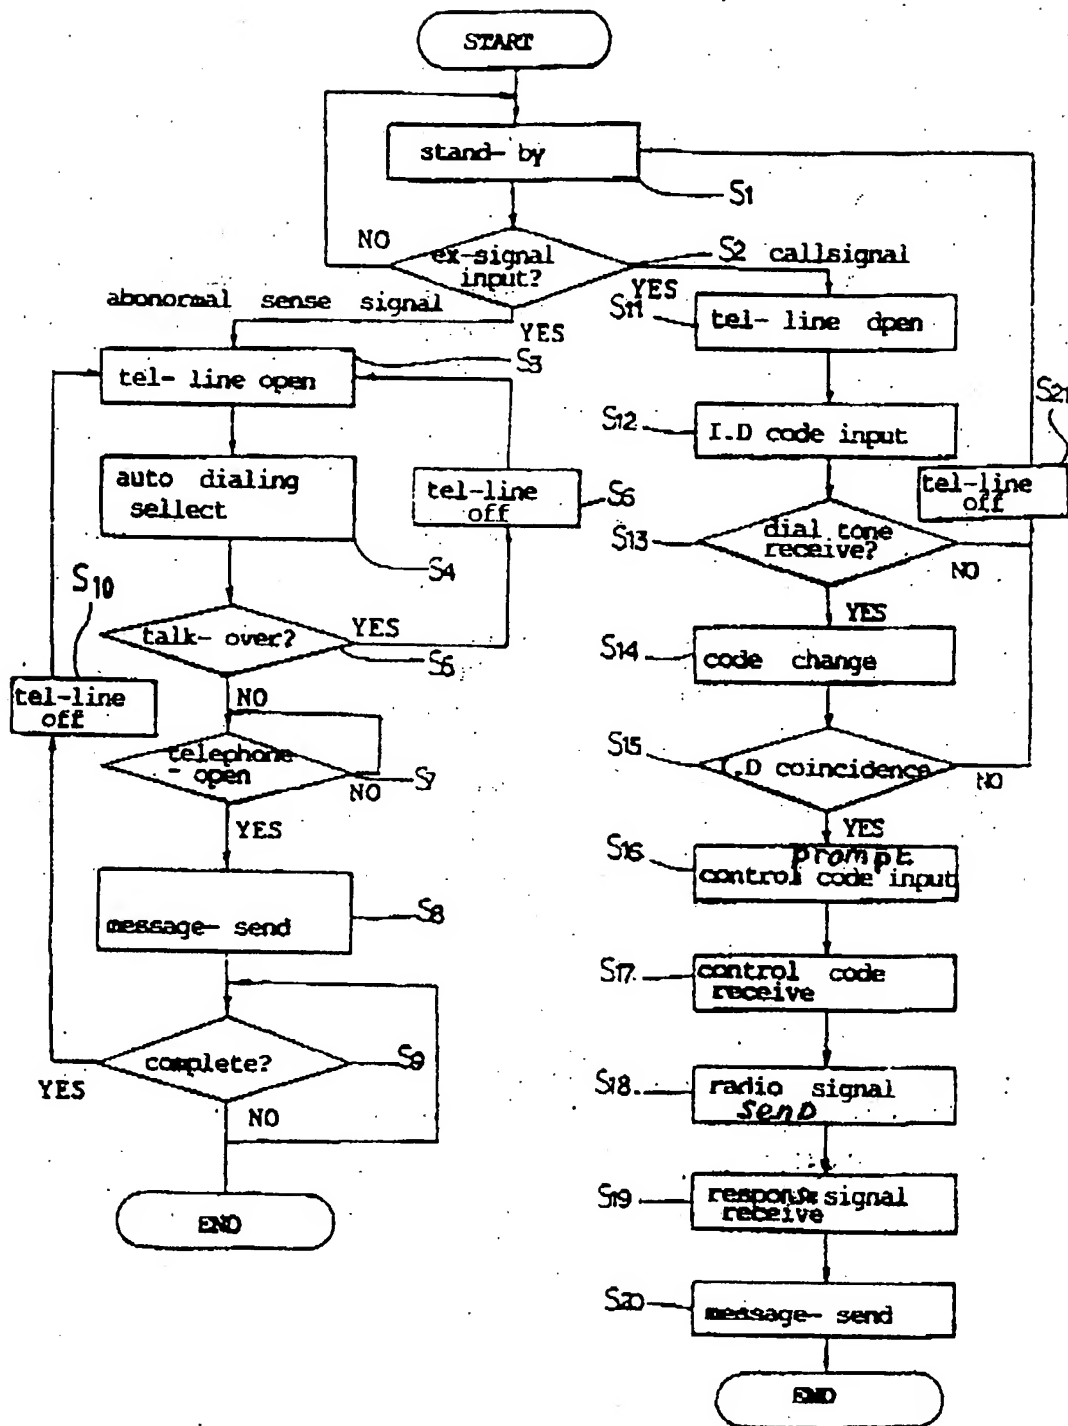 START
stand- by
S1
NO
ex-signal
input?
S2 callsignal
YES
abonormal sense signal
YES
S11
tel- line dpen
S3
tel- line open
S12
I.D code input
S21
auto dialing
sellect
tel-line
off
S6
tel-line
off
S13
dial tone
receive?
NO
S4
S10
YES
talk- over?
YES
S5
S14
code change
tel-line
off
NO
telephone
- open
S7
NO
S15
I.D coincidence
NO
YES
YES
S16
prompt
control code input
S8
message- send
S17
control code
receive
complete?
S9
YES
NO
S18
radio signal
send
S19
response signal
receive
END
S20
message- send
END